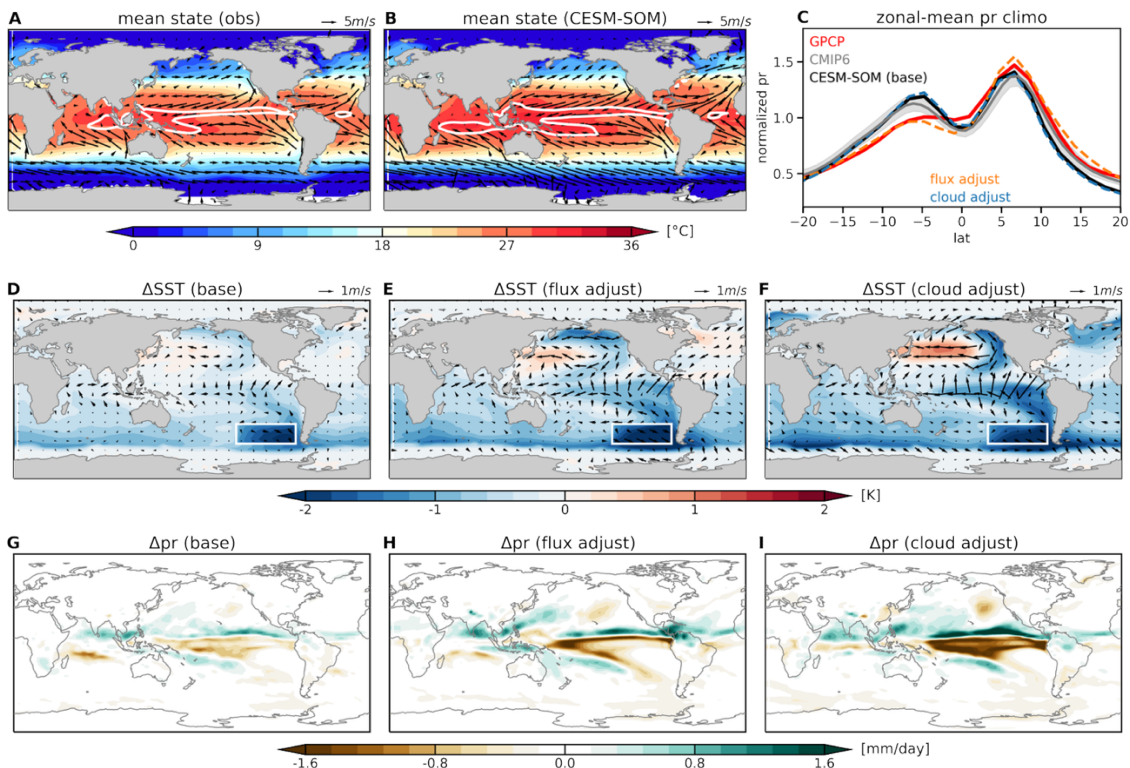 A mean state (obs) 5m/s
B mean state (CESM-SOM) 5m/s
0 9 18 27 36 [°C]
C zonal-mean pr climo
GPCP
CMIP6
CESM-SOM (base)
flux adjust
cloud adjust
normalized pr
1.5
1.0
0.5
-20 -15 -10 -5 0 5 10 15 20
lat
D ΔSST (base) 1m/s
E ΔSST (flux adjust) 1m/s
F ΔSST (cloud adjust) 1m/s
-2 -1 0 1 2 [K]
G Δpr (base)
H Δpr (flux adjust)
I Δpr (cloud adjust)
-1.6 -0.8 0.0 0.8 1.6 [mm/day]